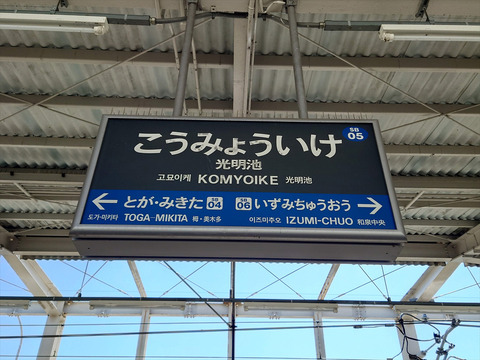 こうみょういけ SB 05
光明池
고묘이케 KOMYOIKE 光明池
← とが・みきた SB 04 SB 06 いずみちゅうおう →
도가·미키타 TOGA-MIKITA 栂・美木多 이즈미추오 IZUMI-CHUO 和泉中央